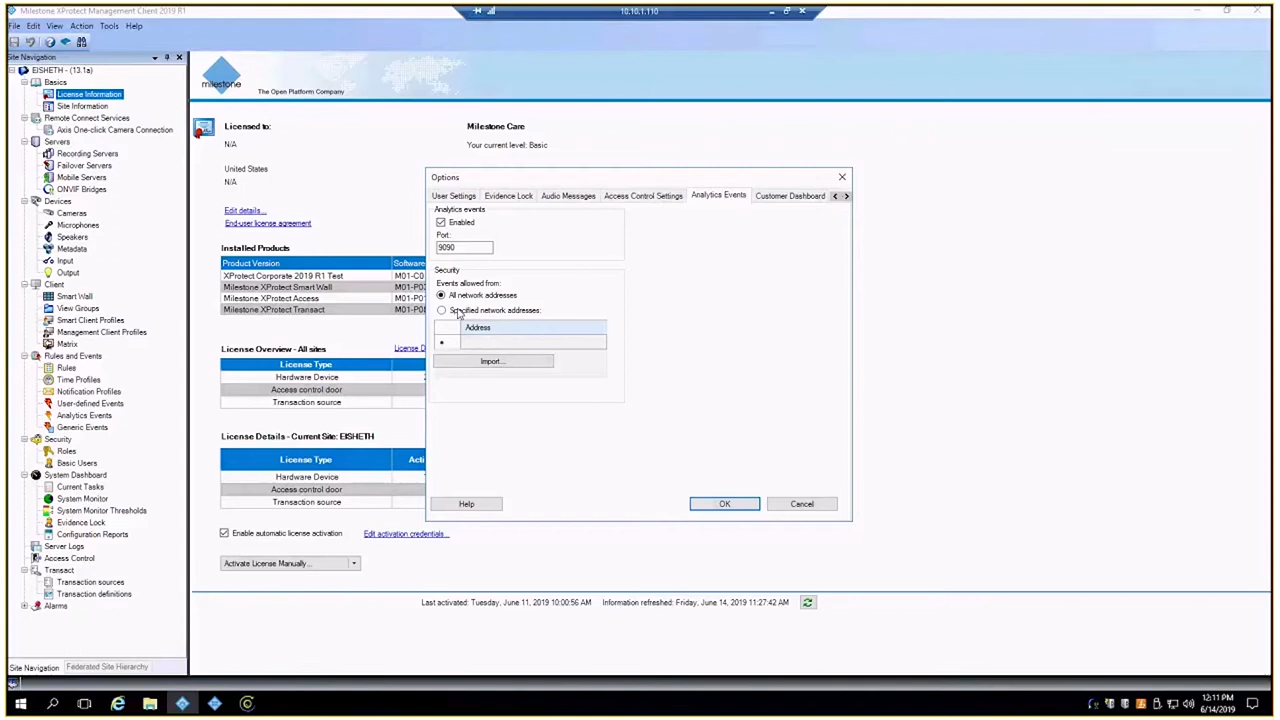 Milestone XProtect Management Client 2019 R1
10.10.1.110
File Edit View Action Tools Help
Site Navigation
EISHETH - (13.1a)
Basics
License Information
Site Information
Remote Connect Services
Axis One-click Camera Connection
Servers
Recording Servers
Failover Servers
Mobile Servers
ONVIF Bridges
Devices
Cameras
Microphones
Speakers
Metadata
Input
Output
Client
Smart Wall
View Groups
Smart Client Profiles
Management Client Profiles
Matrix
Rules and Events
Rules
Time Profiles
Notification Profiles
User-defined Events
Analytics Events
Generic Events
Security
Roles
Basic Users
System Dashboard
Current Tasks
System Monitor
System Monitor Thresholds
Evidence Lock
Configuration Reports
Server Logs
Access Control
Transact
Transaction sources
Transaction definitions
Alarms
Site Navigation Federated Site Hierarchy
milestone
The Open Platform Company
Licensed to:
N/A
United States
N/A
Edit details...
End-user license agreement
Milestone Care
Your current level: Basic
Installed Products
Product Version Software
XProtect Corporate 2019 R1 Test M01-C0
Milestone XProtect Smart Wall M01-P03
Milestone XProtect Access M01-P01
Milestone XProtect Transact M01-P08
License Overview - All sites License D
License Type
Hardware Device
Access control door
Transaction source
License Details - Current Site: EISHETH
License Type Acti
Hardware Device
Access control door
Transaction source
Enable automatic license activation Edit activation credentials...
Activate License Manually...
Last activated: Tuesday, June 11, 2019 10:00:56 AM Information refreshed: Friday, June 14, 2019 11:27:42 AM
Options
User Settings Evidence Lock Audio Messages Access Control Settings Analytics Events Customer Dashboard
Analytics events
Enabled
Port:
9090
Security
Events allowed from:
All network addresses
Specified network addresses:
Address
Import...
Help OK Cancel
12:11 PM
6/14/2019